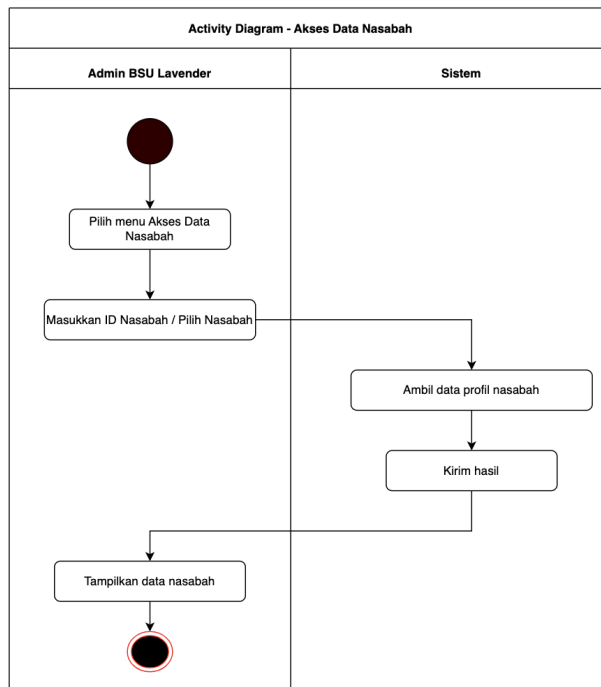 Activity Diagram - Akses Data Nasabah
Admin BSU Lavender
Sistem
Pilih menu Akses Data
Nasabah
Masukkan ID Nasabah / Pilih Nasabah
Ambil data profil nasabah
Kirim hasil
Tampilkan data nasabah